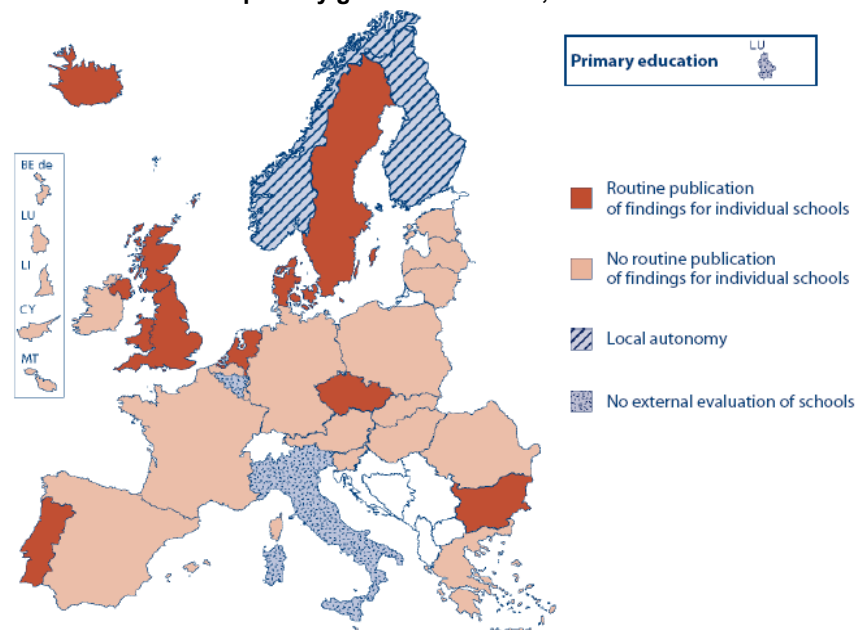 LU
Primary education
BE de
LU
LI
CY
MT
Routine publication
of findings for individual schools
No routine publication
of findings for individual schools
Local autonomy
No external evaluation of schools